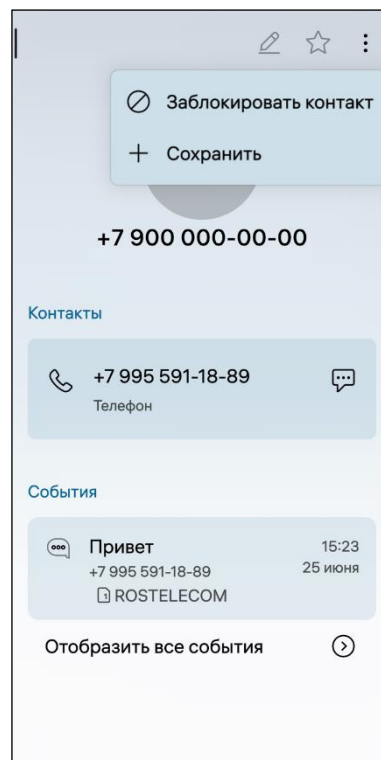 Заблокировать контакт
Сохранить
+7 900 000-00-00
Контакты
+7 995 591-18-89
Телефон
События
Привет 15:23
+7 995 591-18-89 25 июня
1 ROSTELECOM
Отобразить все события